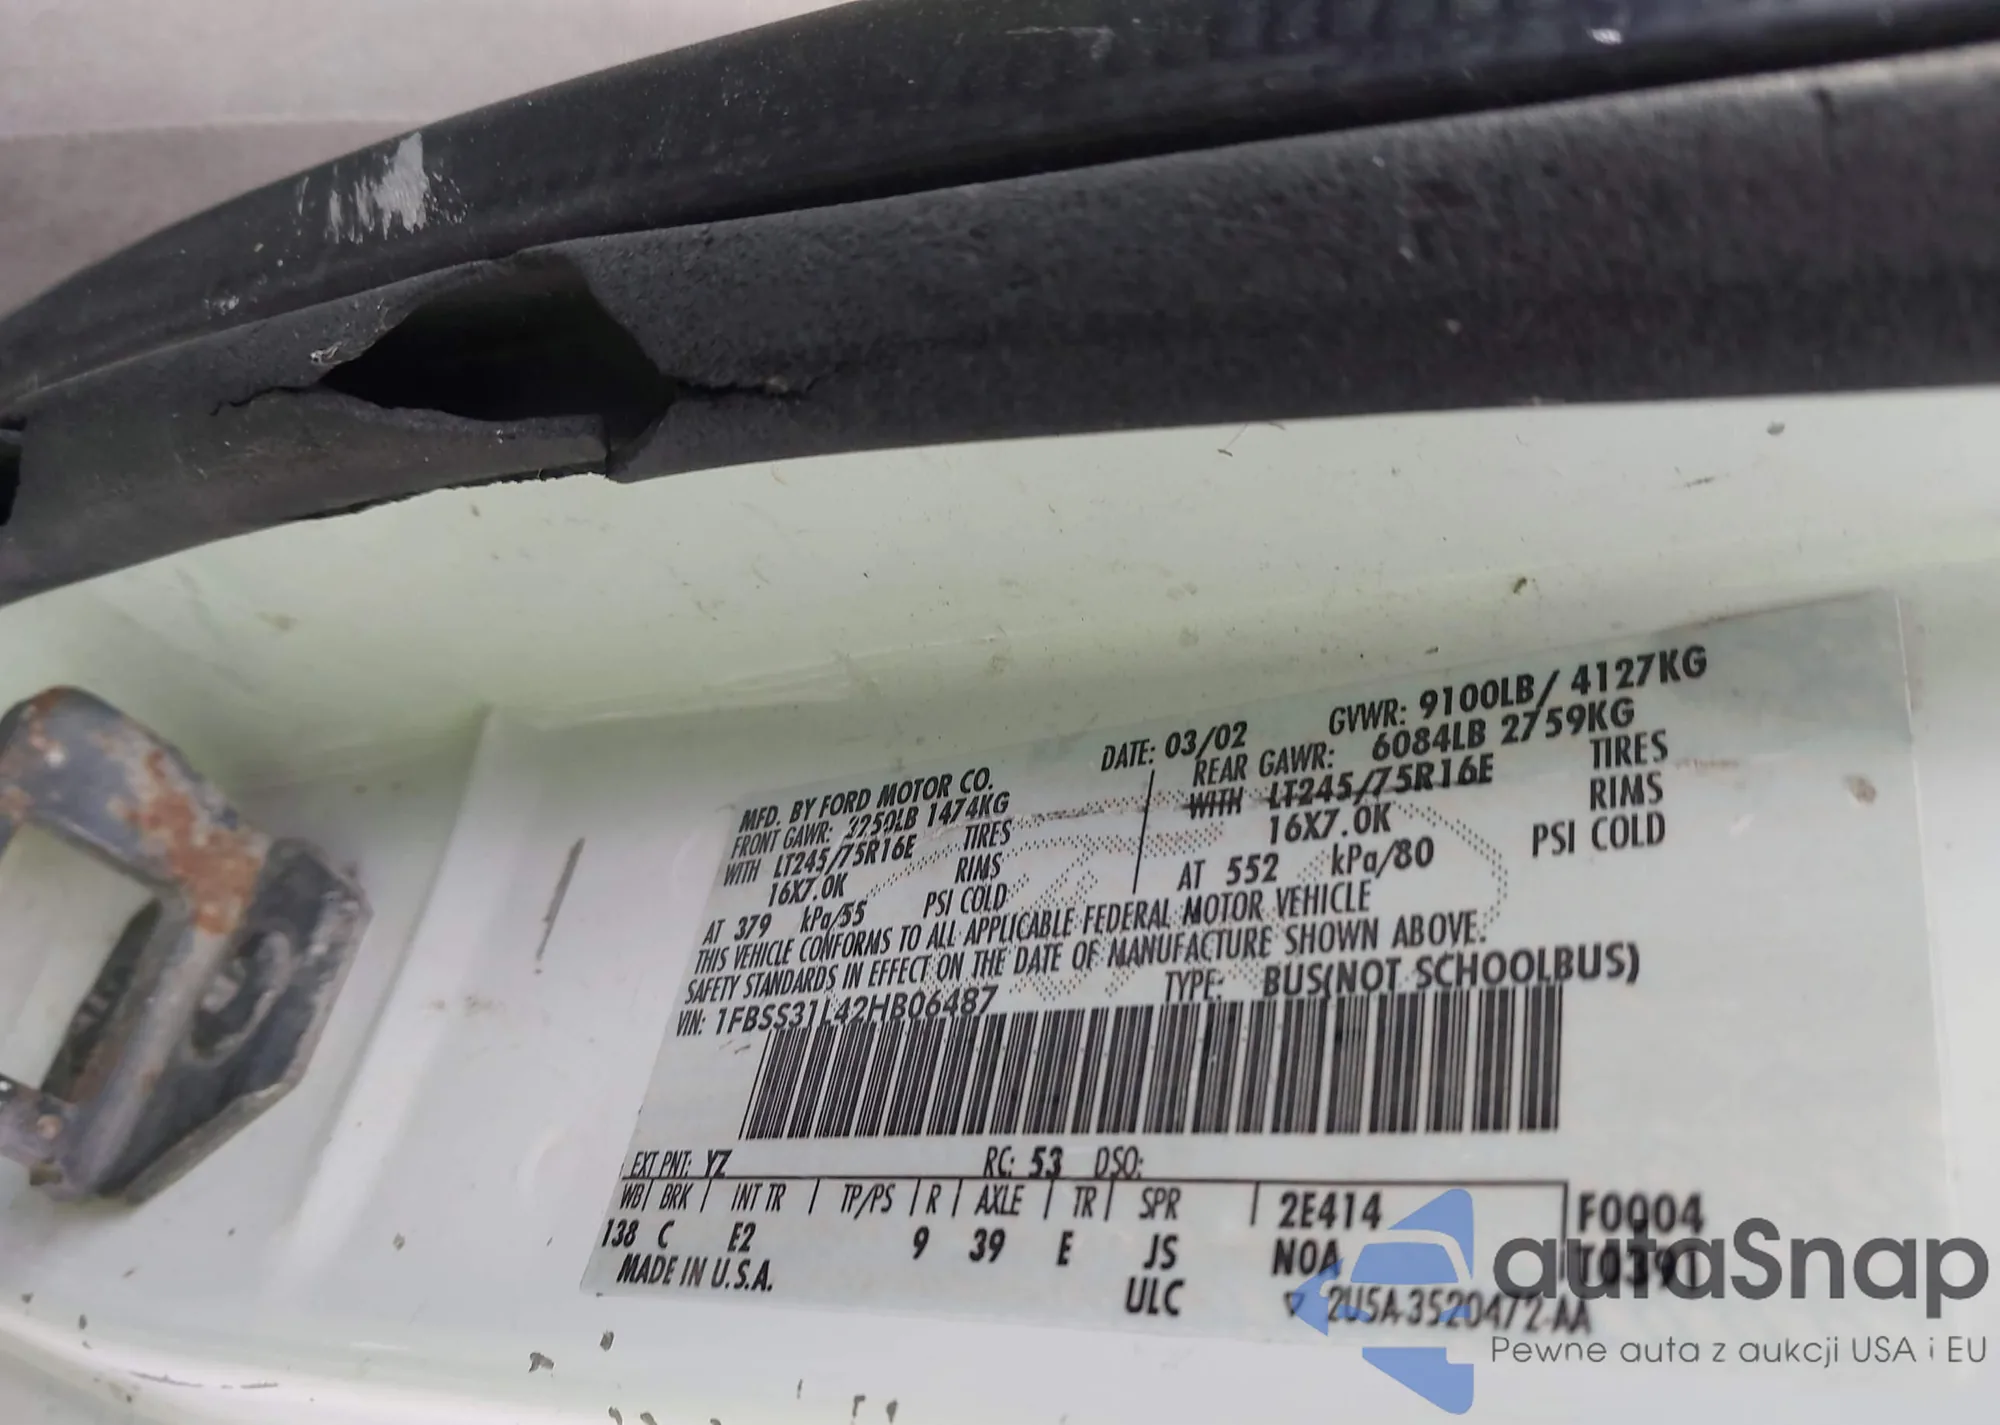 MFD. BY FORD MOTOR CO.
DATE: 03/02
GVWR: 9100LB/ 4127KG
FRONT GAWR: 3250LB 1474KG
REAR GAWR: 6084LB 2759KG
WITH LT245/75R16E TIRES
WITH LT245/75R16E TIRES
16X7.0K RIMS
16X7.0K RIMS
AT 379 kPa/55 PSI COLD
AT 552 kPa/80 PSI COLD
THIS VEHICLE CONFORMS TO ALL APPLICABLE FEDERAL MOTOR VEHICLE
SAFETY STANDARDS IN EFFECT ON THE DATE OF MANUFACTURE SHOWN ABOVE.
VIN: 1FBSS31L42HB06487
TYPE: BUS(NOT SCHOOLBUS)
EXT PNT: YZ RC: 53 DSO:
WB BRK INT TR TP/PS R AXLE TR SPR 2E414 F0004
138 C E2 9 39 E JS NOA T0391
MADE IN U.S.A. ULC ▽ 2U5A-3520472-AA
autaSnap
Pewne auta z aukcji USA i EU